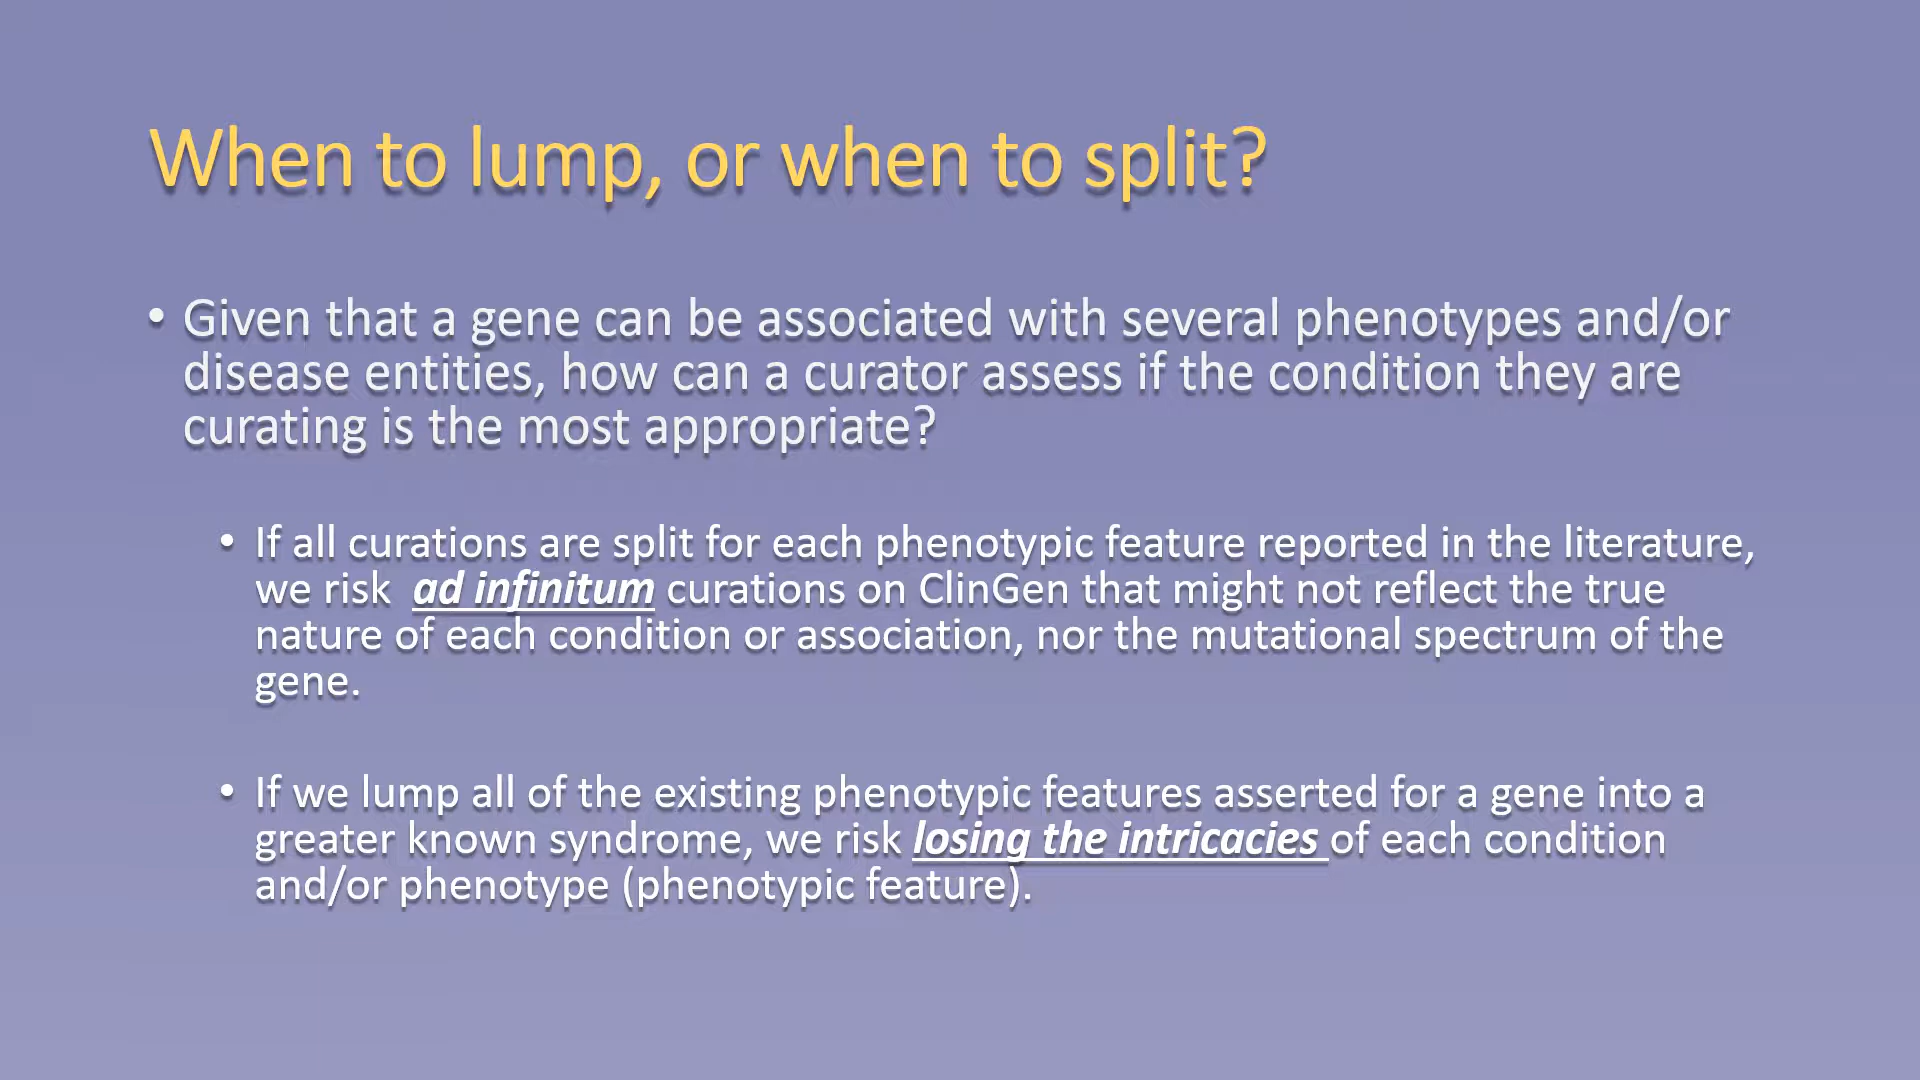 When to lump, or when to split?
• Given that a gene can be associated with several phenotypes and/or
disease entities, how can a curator assess if the condition they are
curating is the most appropriate?
• If all curations are split for each phenotypic feature reported in the literature,
we risk ad infinitum curations on ClinGen that might not reflect the true
nature of each condition or association, nor the mutational spectrum of the
gene.
• If we lump all of the existing phenotypic features asserted for a gene into a
greater known syndrome, we risk losing the intricacies of each condition
and/or phenotype (phenotypic feature).